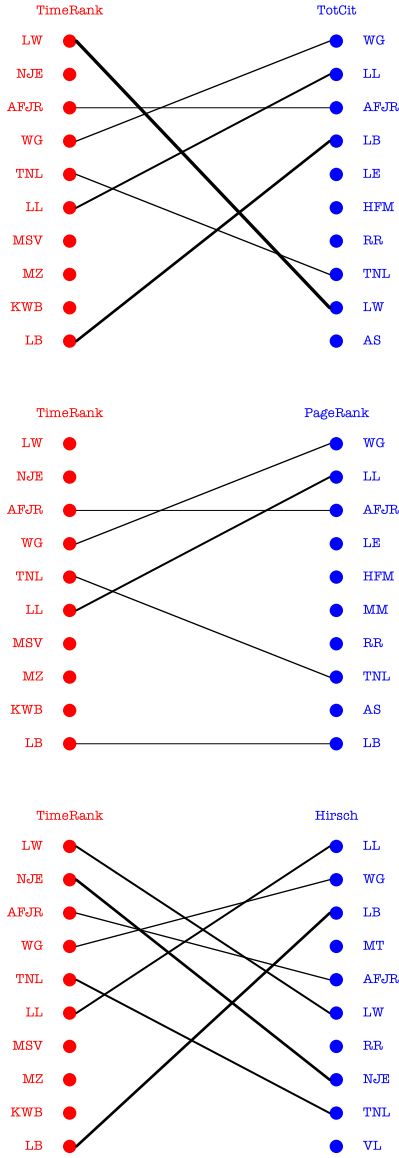 TimeRank TotCit
LW WG
NJE LL
AFJR AFJR
WG LB
TNL LE
LL HFM
MSV RR
MZ TNL
KWB LW
LB AS
TimeRank PageRank
LW WG
NJE LL
AFJR AFJR
WG LE
TNL HFM
LL MM
MSV RR
MZ TNL
KWB AS
LB LB
TimeRank Hirsch
LW LL
NJE WG
AFJR LB
WG MT
TNL AFJR
LL LW
MSV RR
MZ NJE
KWB TNL
LB VL